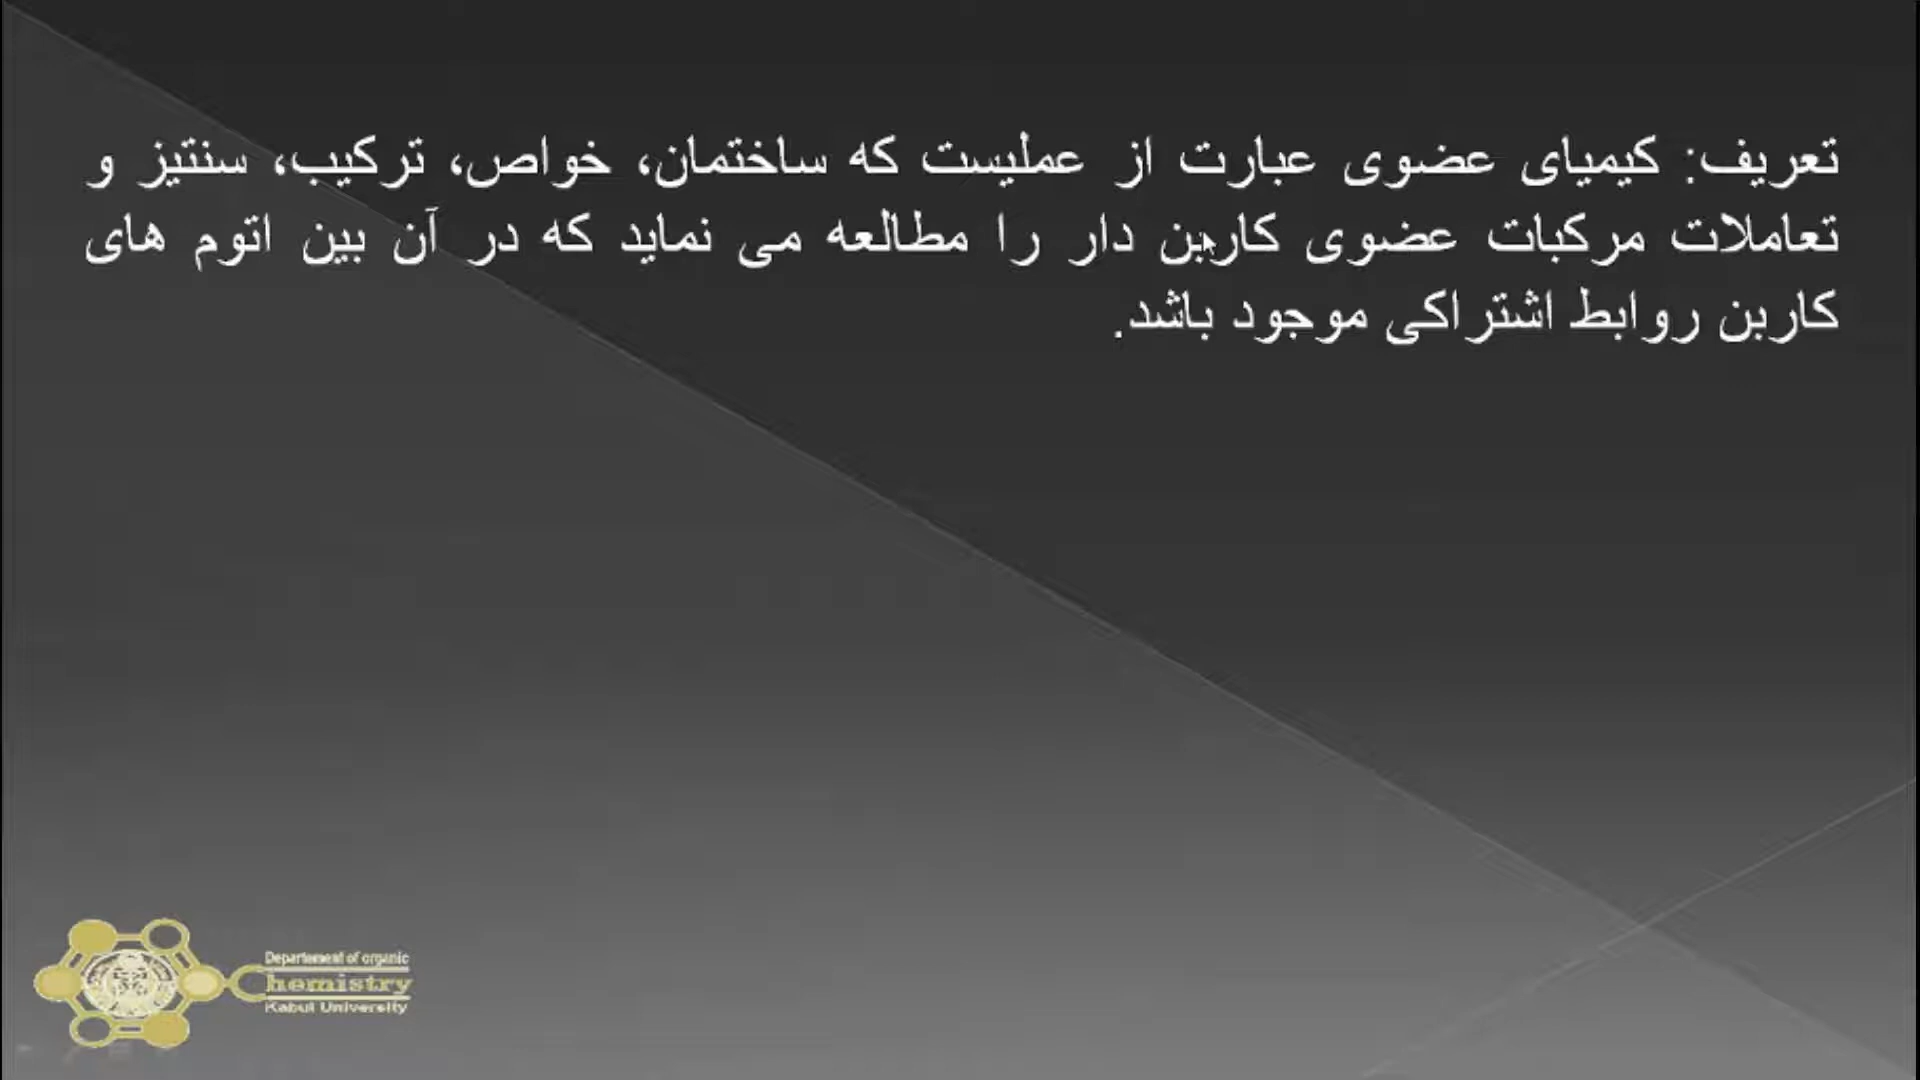 تعریف: کیمیای عضوی عبارت از عملیست که ساختمان، خواص، ترکیب، سنتیز و
تعاملات مرکبات عضوی کاربن دار را مطالعه می نماید که در آن بین اتوم های
کاربن روابط اشتراکی موجود باشد.
Departement of organic
Chemistry
Kabul University